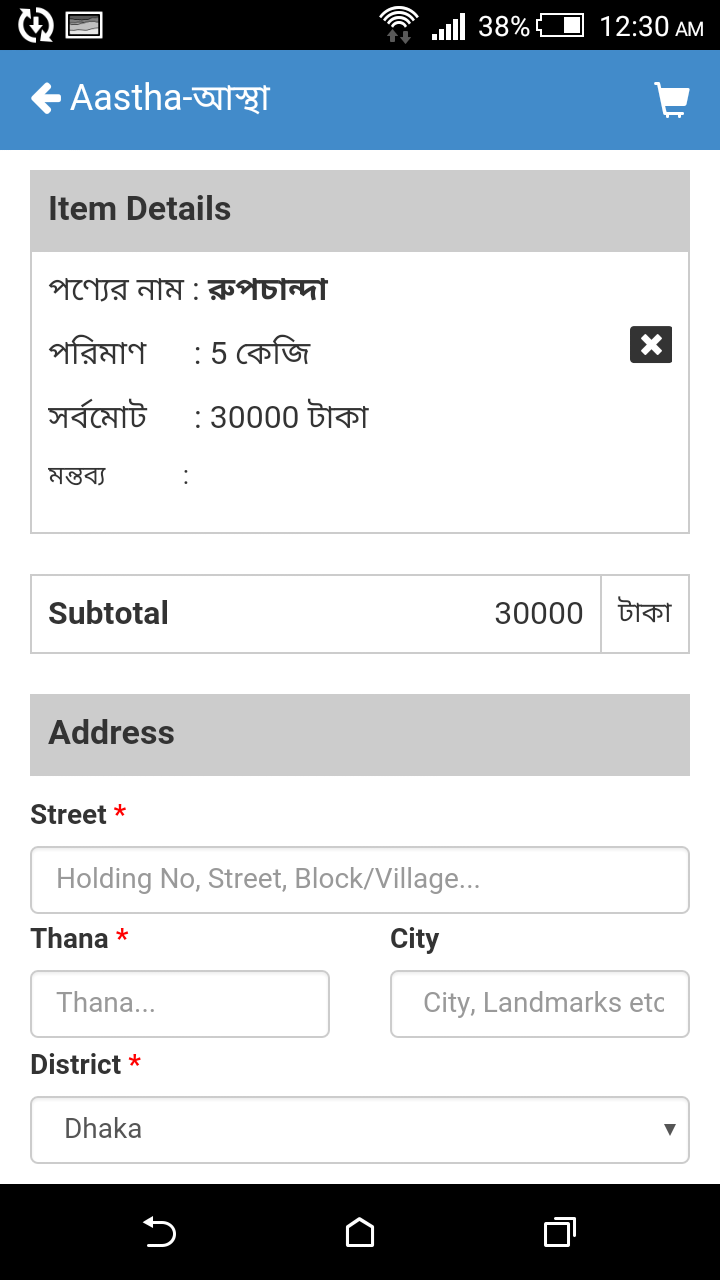 38% 12:30 AM
Aastha-আস্থা
Item Details
পণ্যের নাম : রুপচান্দা
পরিমাণ : 5 কেজি
সর্বমোট : 30000 টাকা
মন্তব্য :
Subtotal 30000 টাকা
Address
Street *
Holding No, Street, Block/Village...
Thana * City
Thana... City, Landmarks etc
District *
Dhaka